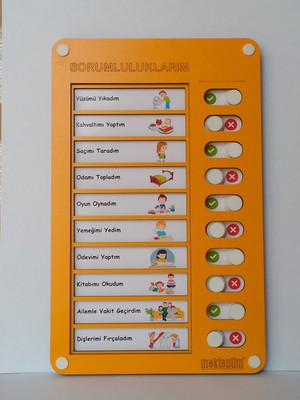 SORUMLULUKLARIM
Yüzümü Yıkadım
Kahvaltımı Yaptım
Saçımı Taradım
Odamı Topladım
Oyun Oynadım
Yemeğimi Yedim
Ödevimi Yaptım
Kitabımı Okudum
Ailemle Vakit Geçirdim
Dişlerimi Fırçaladım
mektoplim